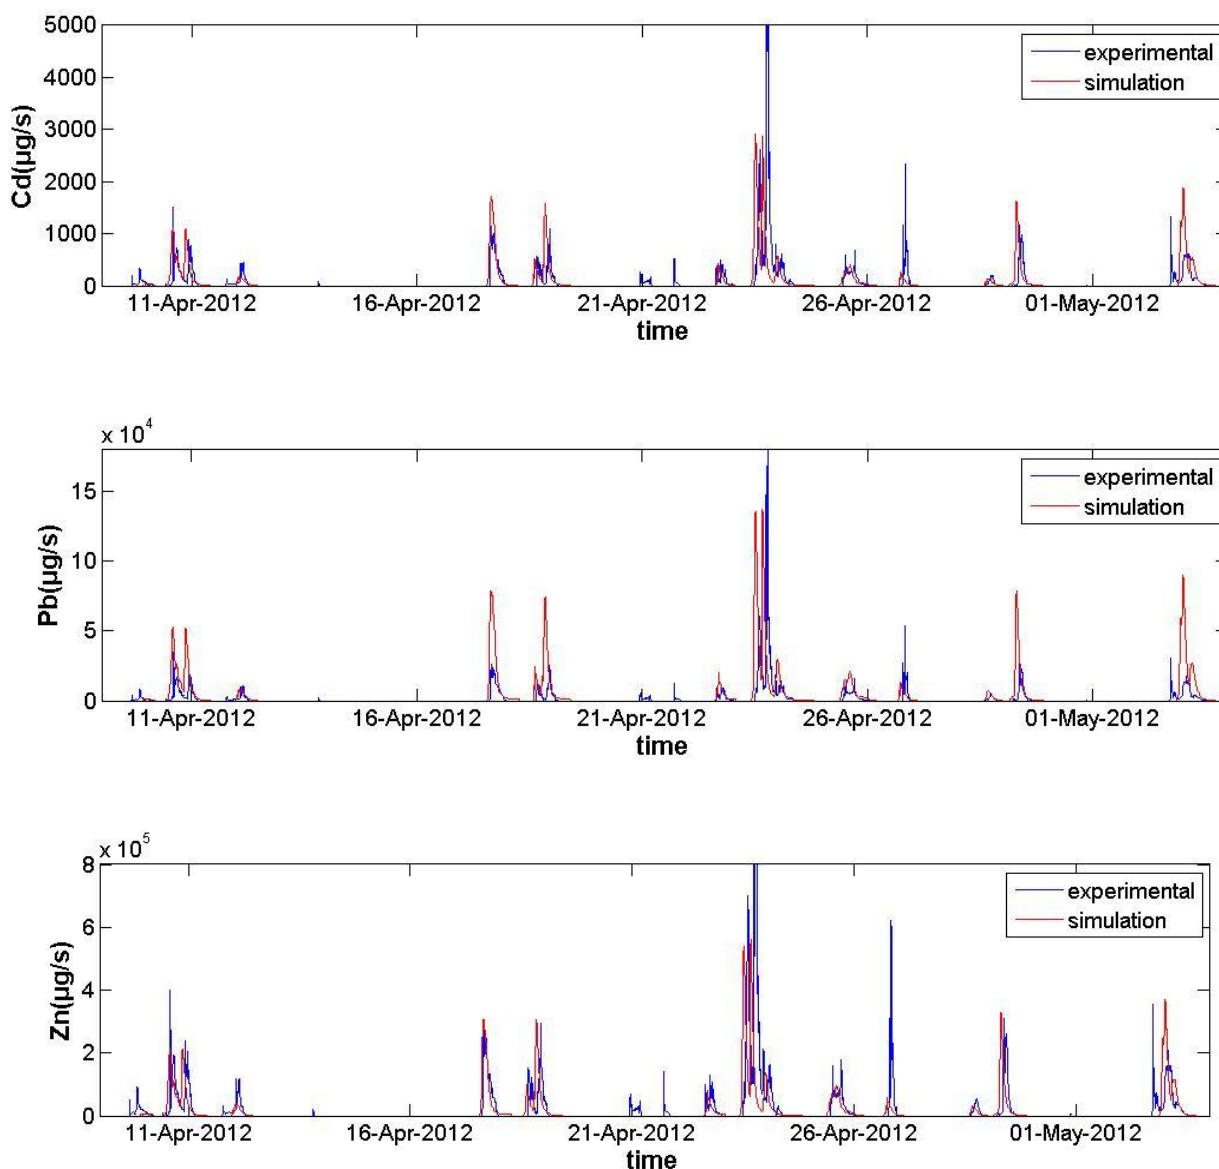 5000
4000
3000
2000
1000
0
Cd(µg/s)
experimental
simulation
11-Apr-2012 16-Apr-2012 21-Apr-2012 26-Apr-2012 01-May-2012
time
x 10^4
15
10
5
0
Pb(µg/s)
experimental
simulation
11-Apr-2012 16-Apr-2012 21-Apr-2012 26-Apr-2012 01-May-2012
time
x 10^5
8
6
4
2
0
Zn(µg/s)
experimental
simulation
11-Apr-2012 16-Apr-2012 21-Apr-2012 26-Apr-2012 01-May-2012
time